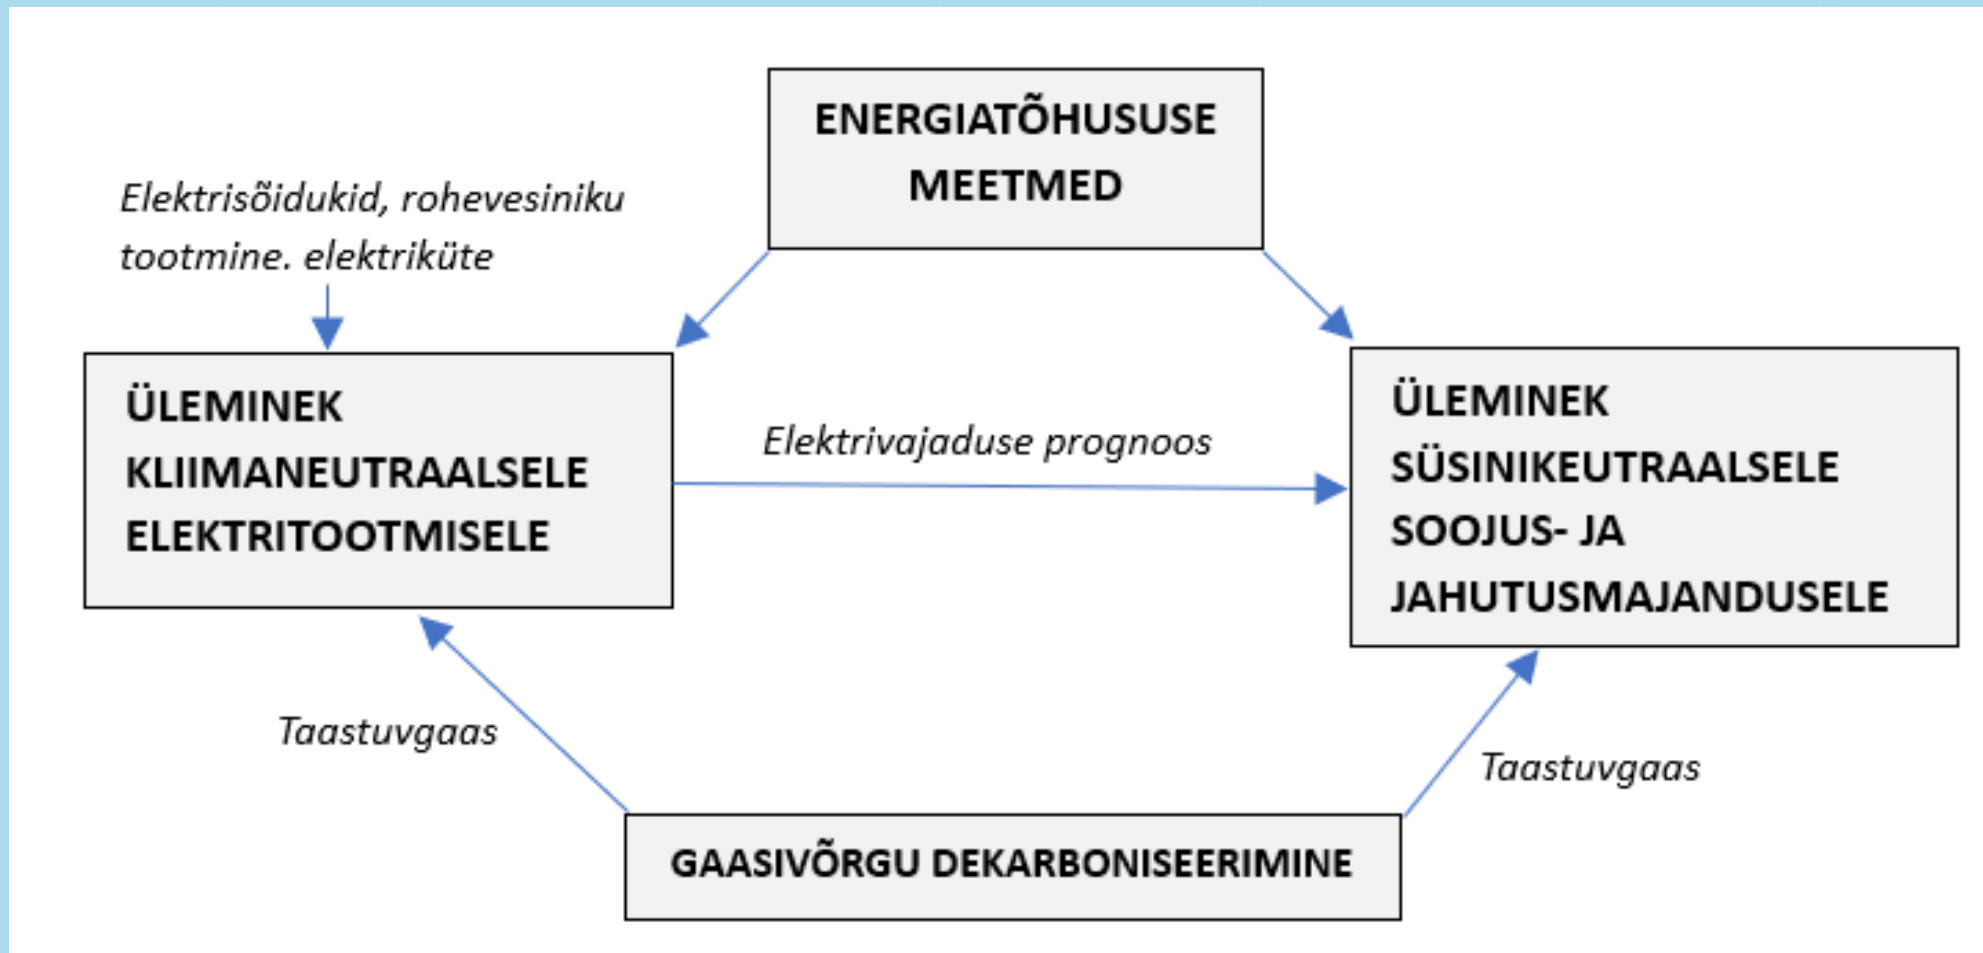 ENERGIATÕHUSUSE
MEETMED
Elektrisõidukid, rohevesiniku
tootmine. elektriküte
ÜLEMINEK
KLIIMANEUTRAALSELE
ELEKTRITOOTMISELE
Elektrivajaduse prognoos
ÜLEMINEK
SÜSINIKEUTRAALSELE
SOOJUS- JA
JAHUTUSMAJANDUSELE
Taastuvgaas
Taastuvgaas
GAASIVÕRGU DEKARBONISEERIMINE